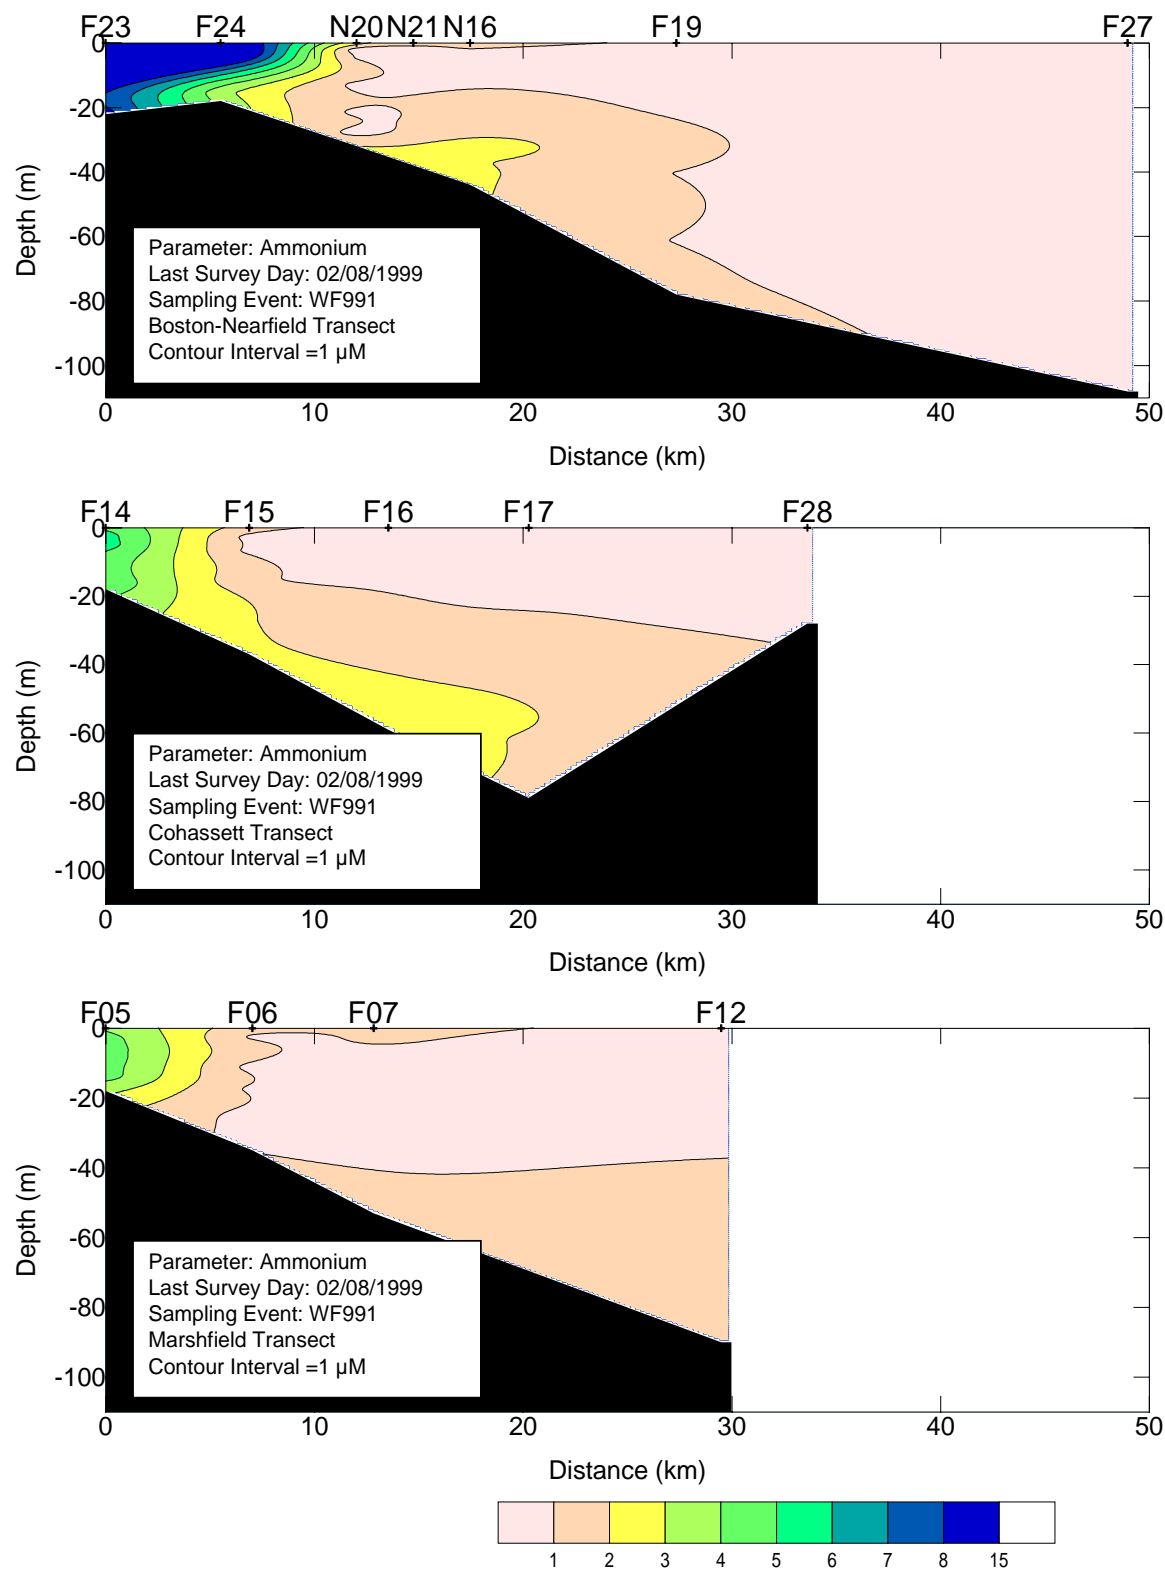 F23 F24 N20 N21 N16 F19 F27
0
-20
-40
-60
-80
-100
Depth (m)
Parameter: Ammonium
Last Survey Day: 02/08/1999
Sampling Event: WF991
Boston-Nearfield Transect
Contour Interval =1 µM
0 10 20 30 40 50
Distance (km)
F14 F15 F16 F17 F28
0
-20
-40
-60
-80
-100
Depth (m)
Parameter: Ammonium
Last Survey Day: 02/08/1999
Sampling Event: WF991
Cohassett Transect
Contour Interval =1 µM
0 10 20 30 40 50
Distance (km)
F05 F06 F07 F12
0
-20
-40
-60
-80
-100
Depth (m)
Parameter: Ammonium
Last Survey Day: 02/08/1999
Sampling Event: WF991
Marshfield Transect
Contour Interval =1 µM
0 10 20 30 40 50
Distance (km)
1 2 3 4 5 6 7 8 15